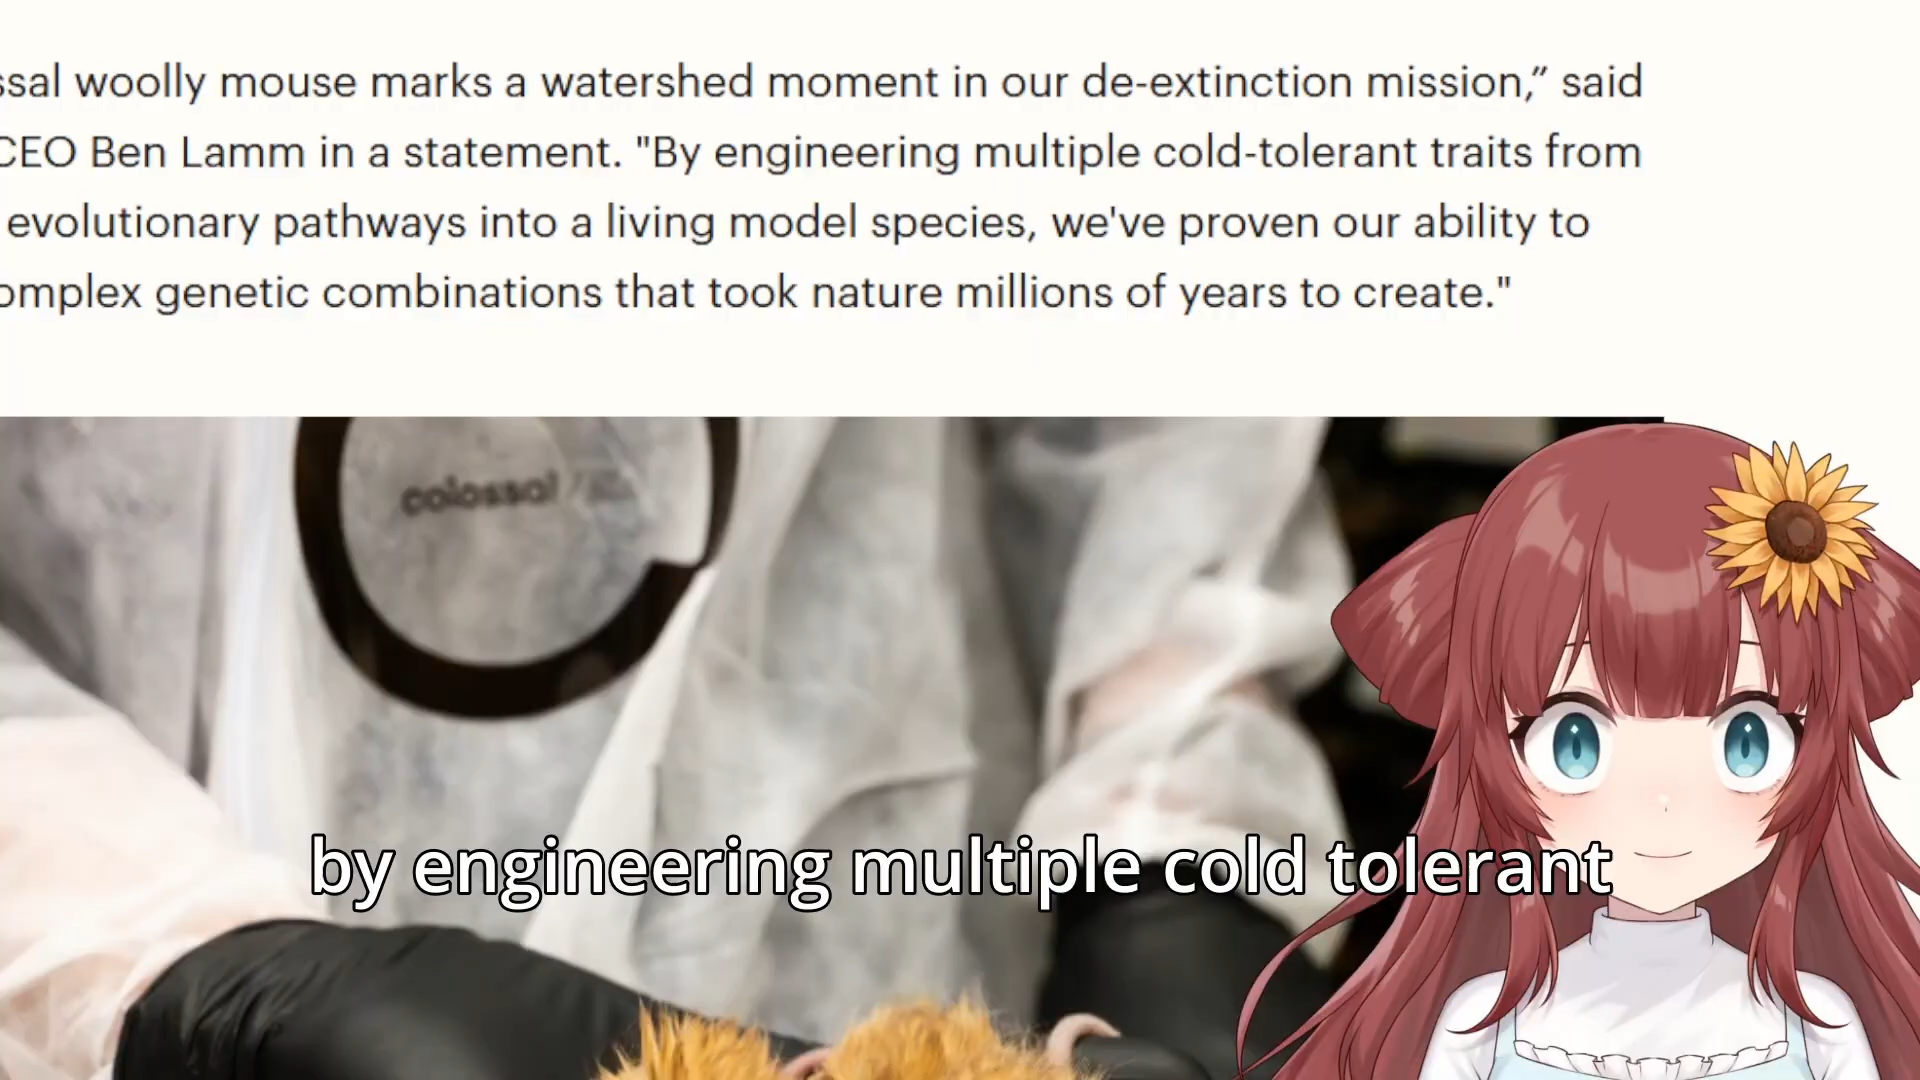 ssal woolly mouse marks a watershed moment in our de-extinction mission,” said
CEO Ben Lamm in a statement. "By engineering multiple cold-tolerant traits from
evolutionary pathways into a living model species, we've proven our ability to
omplex genetic combinations that took nature millions of years to create."
colossal
by engineering multiple cold tolerant